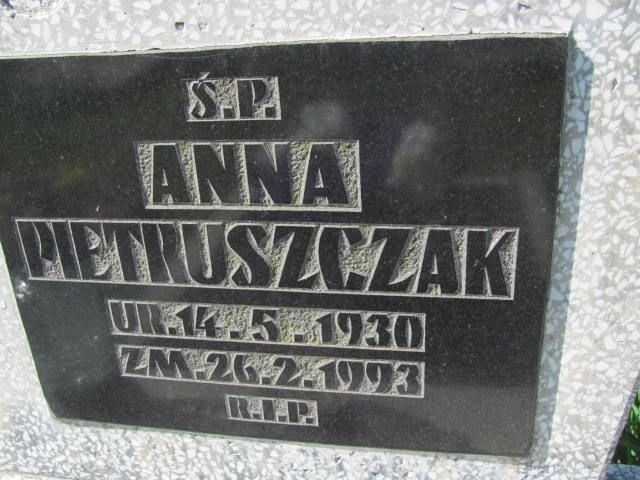 Ś.P.
ANNA
PIETRUSZCZAK
UR.14.5.1930
ZM.26.2.1993
R.I.P.